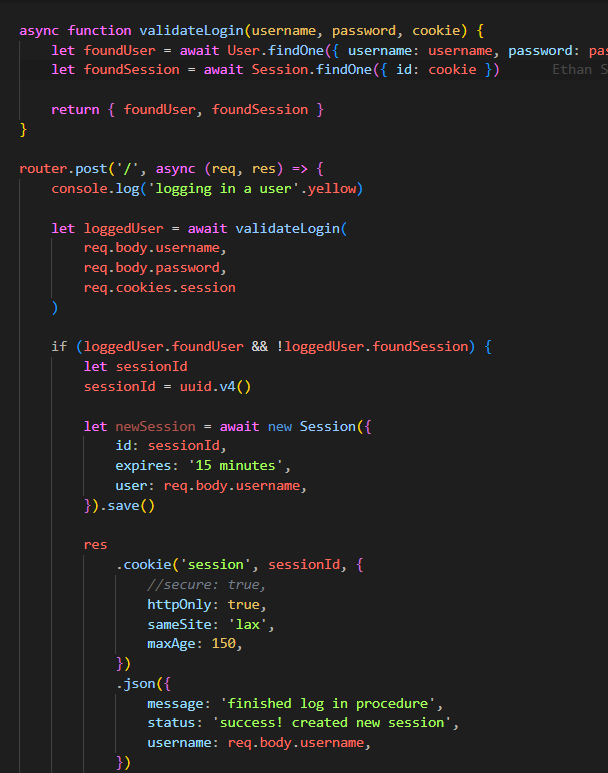 async function validateLogin(username, password, cookie) {
    let foundUser = await User.findOne({ username: username, password:
    let foundSession = await Session.findOne({ id: cookie })    Ethan

    return { foundUser, foundSession }
}

router.post('/', async (req, res) => {
    console.log('logging in a user'.yellow)

    let loggedUser = await validateLogin(
        req.body.username,
        req.body.password,
        req.cookies.session
    )

    if (loggedUser.foundUser && !loggedUser.foundSession) {
        let sessionId
        sessionId = uuid.v4()

        let newSession = await new Session({
            id: sessionId,
            expires: '15 minutes',
            user: req.body.username,
        }).save()

        res
            .cookie('session', sessionId, {
                //secure: true,
                httpOnly: true,
                sameSite: 'lax',
                maxAge: 150,
            })
            .json({
                message: 'finished log in procedure',
                status: 'success! created new session',
                username: req.body.username,
            })